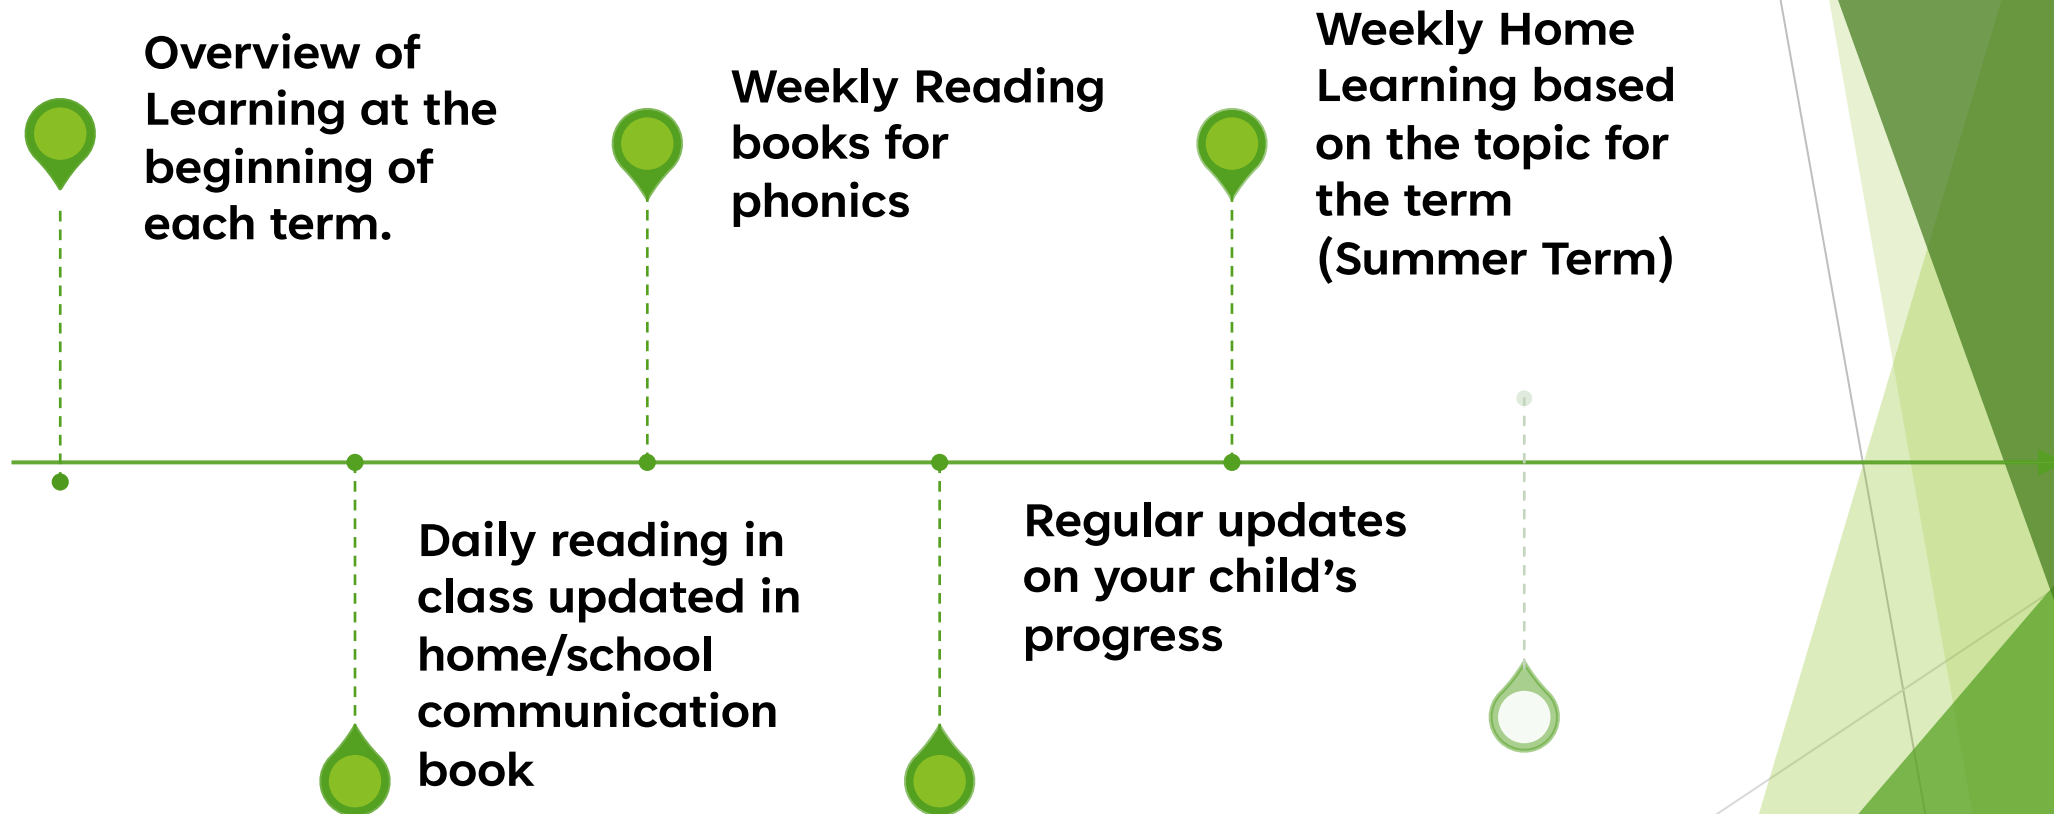 Overview of
Learning at the
beginning of
each term.
Daily reading in
class updated in
home/school
communication
book
Weekly Reading
books for
phonics
Regular updates
on your child’s
progress
Weekly Home
Learning based
on the topic for
the term
(Summer Term)